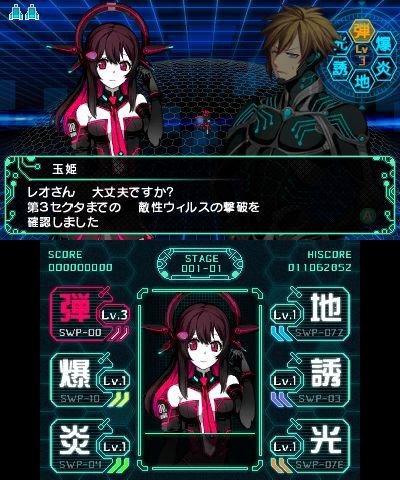 弾
Lv
3
爆
炎
地
誘
光
玉姫
レオさん　大丈夫ですか?
第3セクタまでの　敵性ウィルスの撃破を
確認しました
A
SCORE
000000000
STAGE
001-01
HISCORE
011062052
弾 Lv.3
SWP-00
爆 Lv.1
SWP-10
炎 Lv.1
SWP-04
地 Lv.1
SWP-07Z
誘 Lv.1
SWP-03
光 Lv.1
SWP-07E